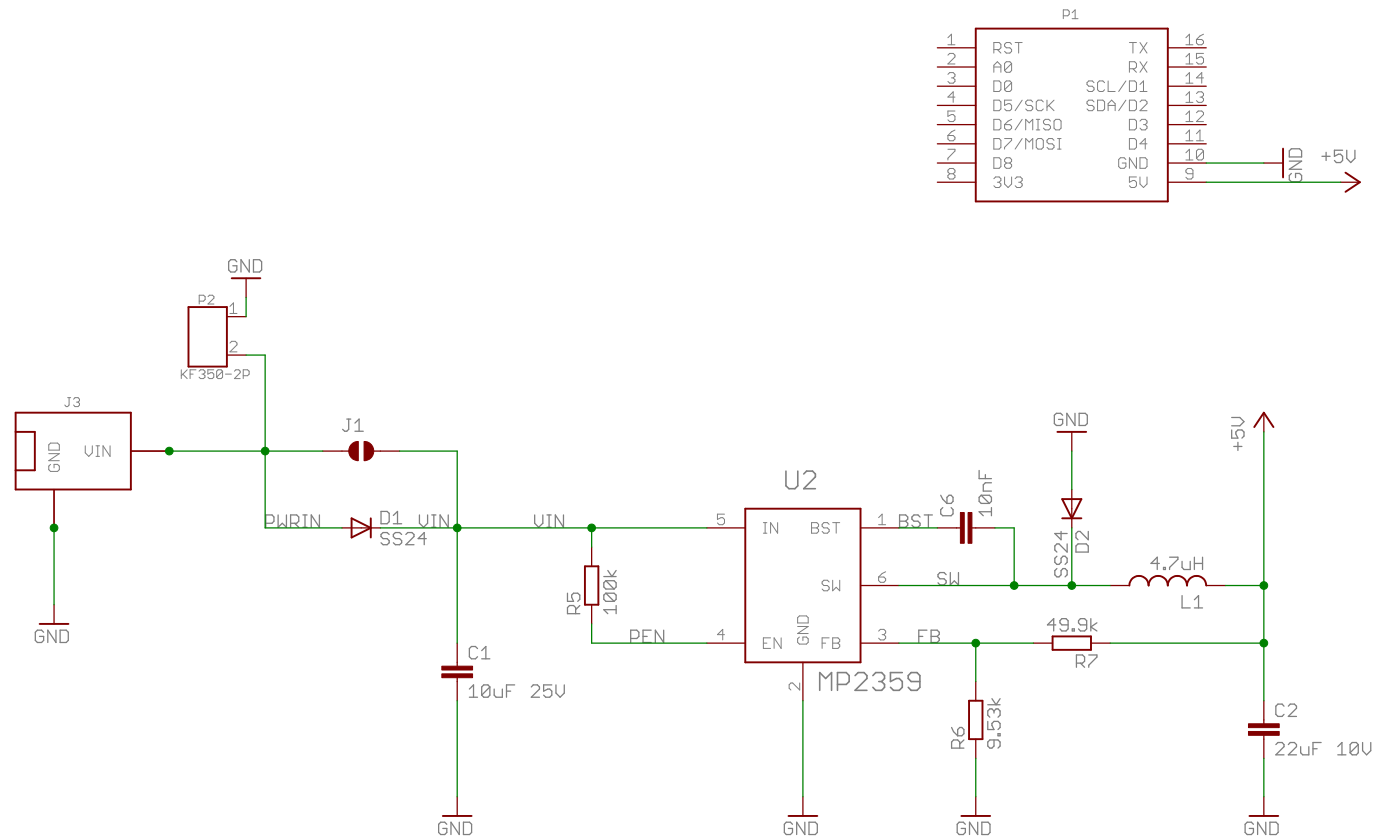 P1
1 RST TX 16
2 A0 RX 15
3 D0 SCL/D1 14
4 D5/SCK SDA/D2 13
5 D6/MISO D3 12
6 D7/MOSI D4 11
7 D8 GND 10
8 3V3 5V 9
GND
+5V
GND
P2
1
2
KF350-2P
J3
GND
VIN
GND
J1
PWRIN
D1
SS24
VIN
VIN
R5
100k
PEN
C1
10uF 25V
GND
U2
5 IN BST 1
SW 6
4 EN GND FB 3
2
MP2359
GND
BST
C6
10nF
SW
GND
SS24
D2
4.7uH
L1
+5V
FB
49.9k
R7
R6
9.53k
GND
C2
22uF 10V
GND